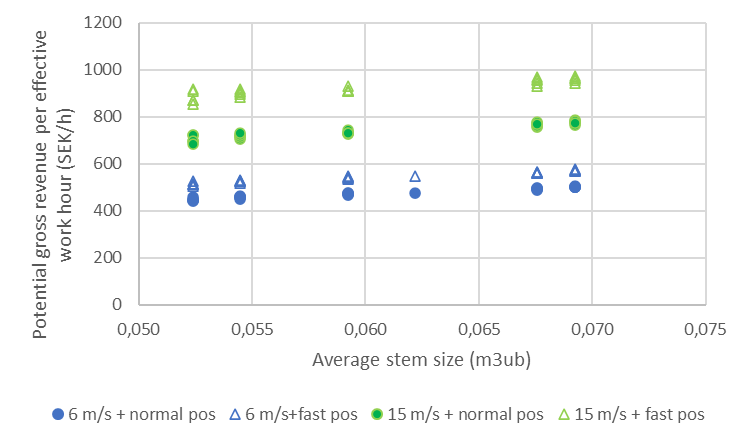 Potential gross revenue per effective
work hour (SEK/h)
1200
1000
800
600
400
200
0
0,050 0,055 0,060 0,065 0,070 0,075
Average stem size (m3ub)
6 m/s + normal pos 6 m/s+fast pos 15 m/s + normal pos 15 m/s + fast pos